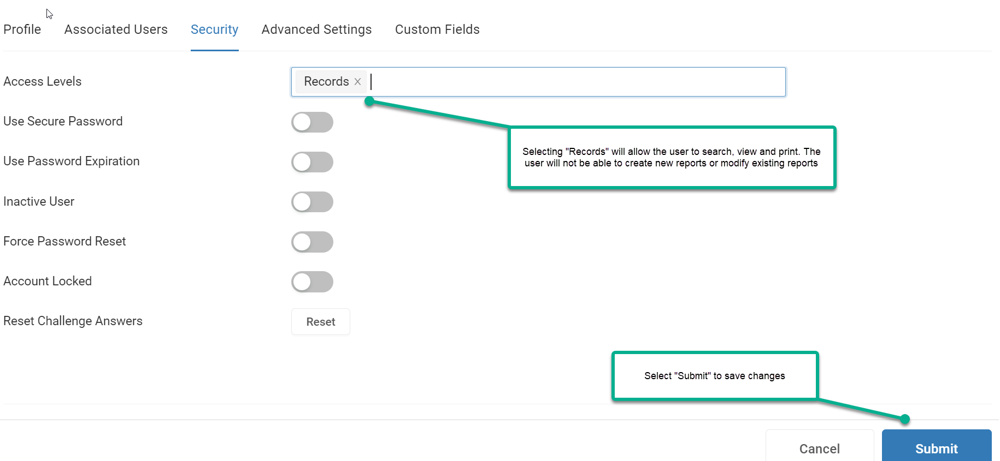 Profile Associated Users Security Advanced Settings Custom Fields
Access Levels Records
Use Secure Password
Selecting "Records" will allow the user to search, view and print. The
user will not be able to create new reports or modify existing reports
Use Password Expiration
Inactive User
Force Password Reset
Account Locked
Reset Challenge Answers Reset
Select "Submit" to save changes
Cancel Submit